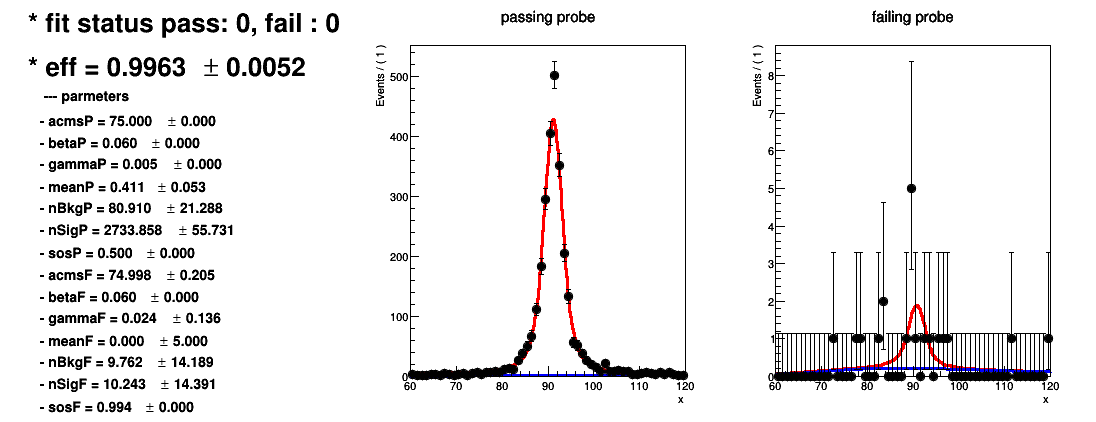 * fit status pass: 0, fail : 0
* eff = 0.9963 ± 0.0052
--- parmeters
- acmsP = 75.000 ± 0.000
- betaP = 0.060 ± 0.000
- gammaP = 0.005 ± 0.000
- meanP = 0.411 ± 0.053
- nBkgP = 80.910 ± 21.288
- nSigP = 2733.858 ± 55.731
- sosP = 0.500 ± 0.000
- acmsF = 74.998 ± 0.205
- betaF = 0.060 ± 0.000
- gammaF = 0.024 ± 0.136
- meanF = 0.000 ± 5.000
- nBkgF = 9.762 ± 14.189
- nSigF = 10.243 ± 14.391
- sosF = 0.994 ± 0.000
passing probe
Events / ( 1 )
500
400
300
200
100
0
60 70 80 90 100 110 120
x
failing probe
Events / ( 1 )
8
7
6
5
4
3
2
1
0
60 70 80 90 100 110 120
x